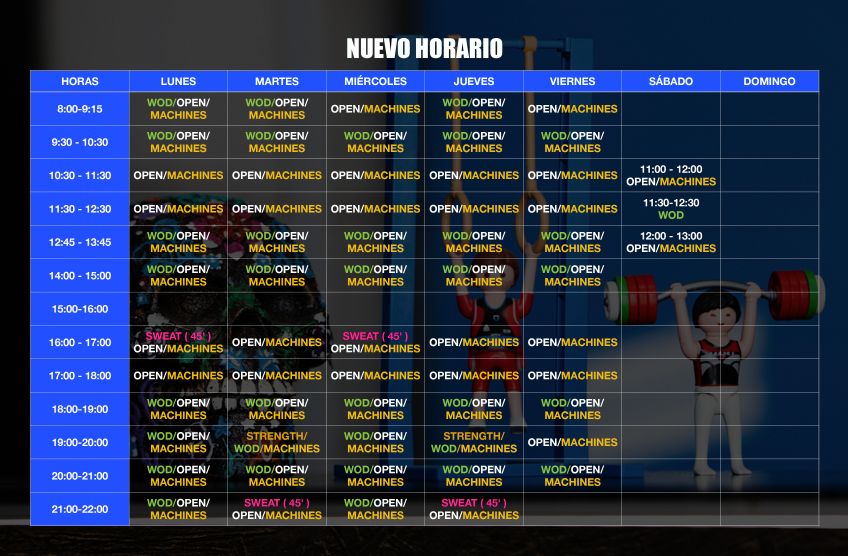 NUEVO HORARIO
HORAS LUNES MARTES MIÉRCOLES JUEVES VIERNES SÁBADO DOMINGO
8:00-9:15 WOD/OPEN/MACHINES WOD/OPEN/MACHINES OPEN/MACHINES WOD/OPEN/MACHINES OPEN/MACHINES
9:30 - 10:30 WOD/OPEN/MACHINES WOD/OPEN/MACHINES WOD/OPEN/MACHINES WOD/OPEN/MACHINES WOD/OPEN/MACHINES
10:30 - 11:30 OPEN/MACHINES OPEN/MACHINES OPEN/MACHINES OPEN/MACHINES OPEN/MACHINES 11:00 - 12:00 OPEN/MACHINES
11:30 - 12:30 OPEN/MACHINES OPEN/MACHINES OPEN/MACHINES OPEN/MACHINES OPEN/MACHINES 11:30-12:30 WOD
12:45 - 13:45 WOD/OPEN/MACHINES WOD/OPEN/MACHINES WOD/OPEN/MACHINES WOD/OPEN/MACHINES WOD/OPEN/MACHINES 12:00 - 13:00 OPEN/MACHINES
14:00 - 15:00 WOD/OPEN/MACHINES WOD/OPEN/MACHINES WOD/OPEN/MACHINES WOD/OPEN/MACHINES WOD/OPEN/MACHINES
15:00-16:00
16:00 - 17:00 SWEAT ( 45' ) OPEN/MACHINES OPEN/MACHINES SWEAT ( 45' ) OPEN/MACHINES OPEN/MACHINES OPEN/MACHINES
17:00 - 18:00 OPEN/MACHINES OPEN/MACHINES OPEN/MACHINES OPEN/MACHINES OPEN/MACHINES
18:00-19:00 WOD/OPEN/MACHINES WOD/OPEN/MACHINES WOD/OPEN/MACHINES WOD/OPEN/MACHINES WOD/OPEN/MACHINES
19:00-20:00 WOD/OPEN/MACHINES STRENGTH/WOD/MACHINES WOD/OPEN/MACHINES STRENGTH/WOD/MACHINES OPEN/MACHINES
20:00-21:00 WOD/OPEN/MACHINES WOD/OPEN/MACHINES WOD/OPEN/MACHINES WOD/OPEN/MACHINES WOD/OPEN/MACHINES
21:00-22:00 WOD/OPEN/MACHINES SWEAT ( 45' ) OPEN/MACHINES WOD/OPEN/MACHINES SWEAT ( 45' ) OPEN/MACHINES